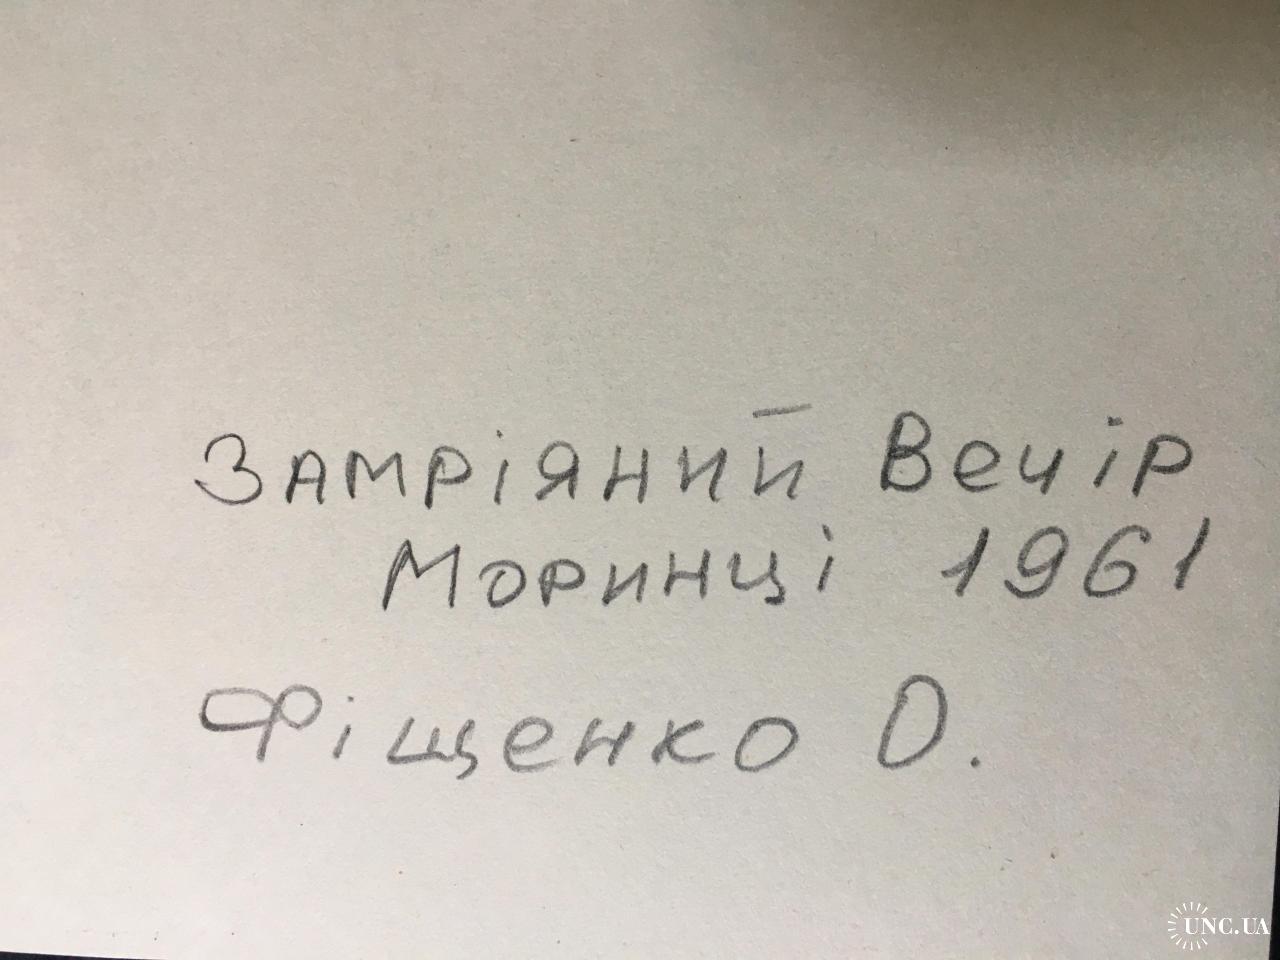 Замріяний Вечір
Моринці 1961
Фіщенко О.
UNC.UA